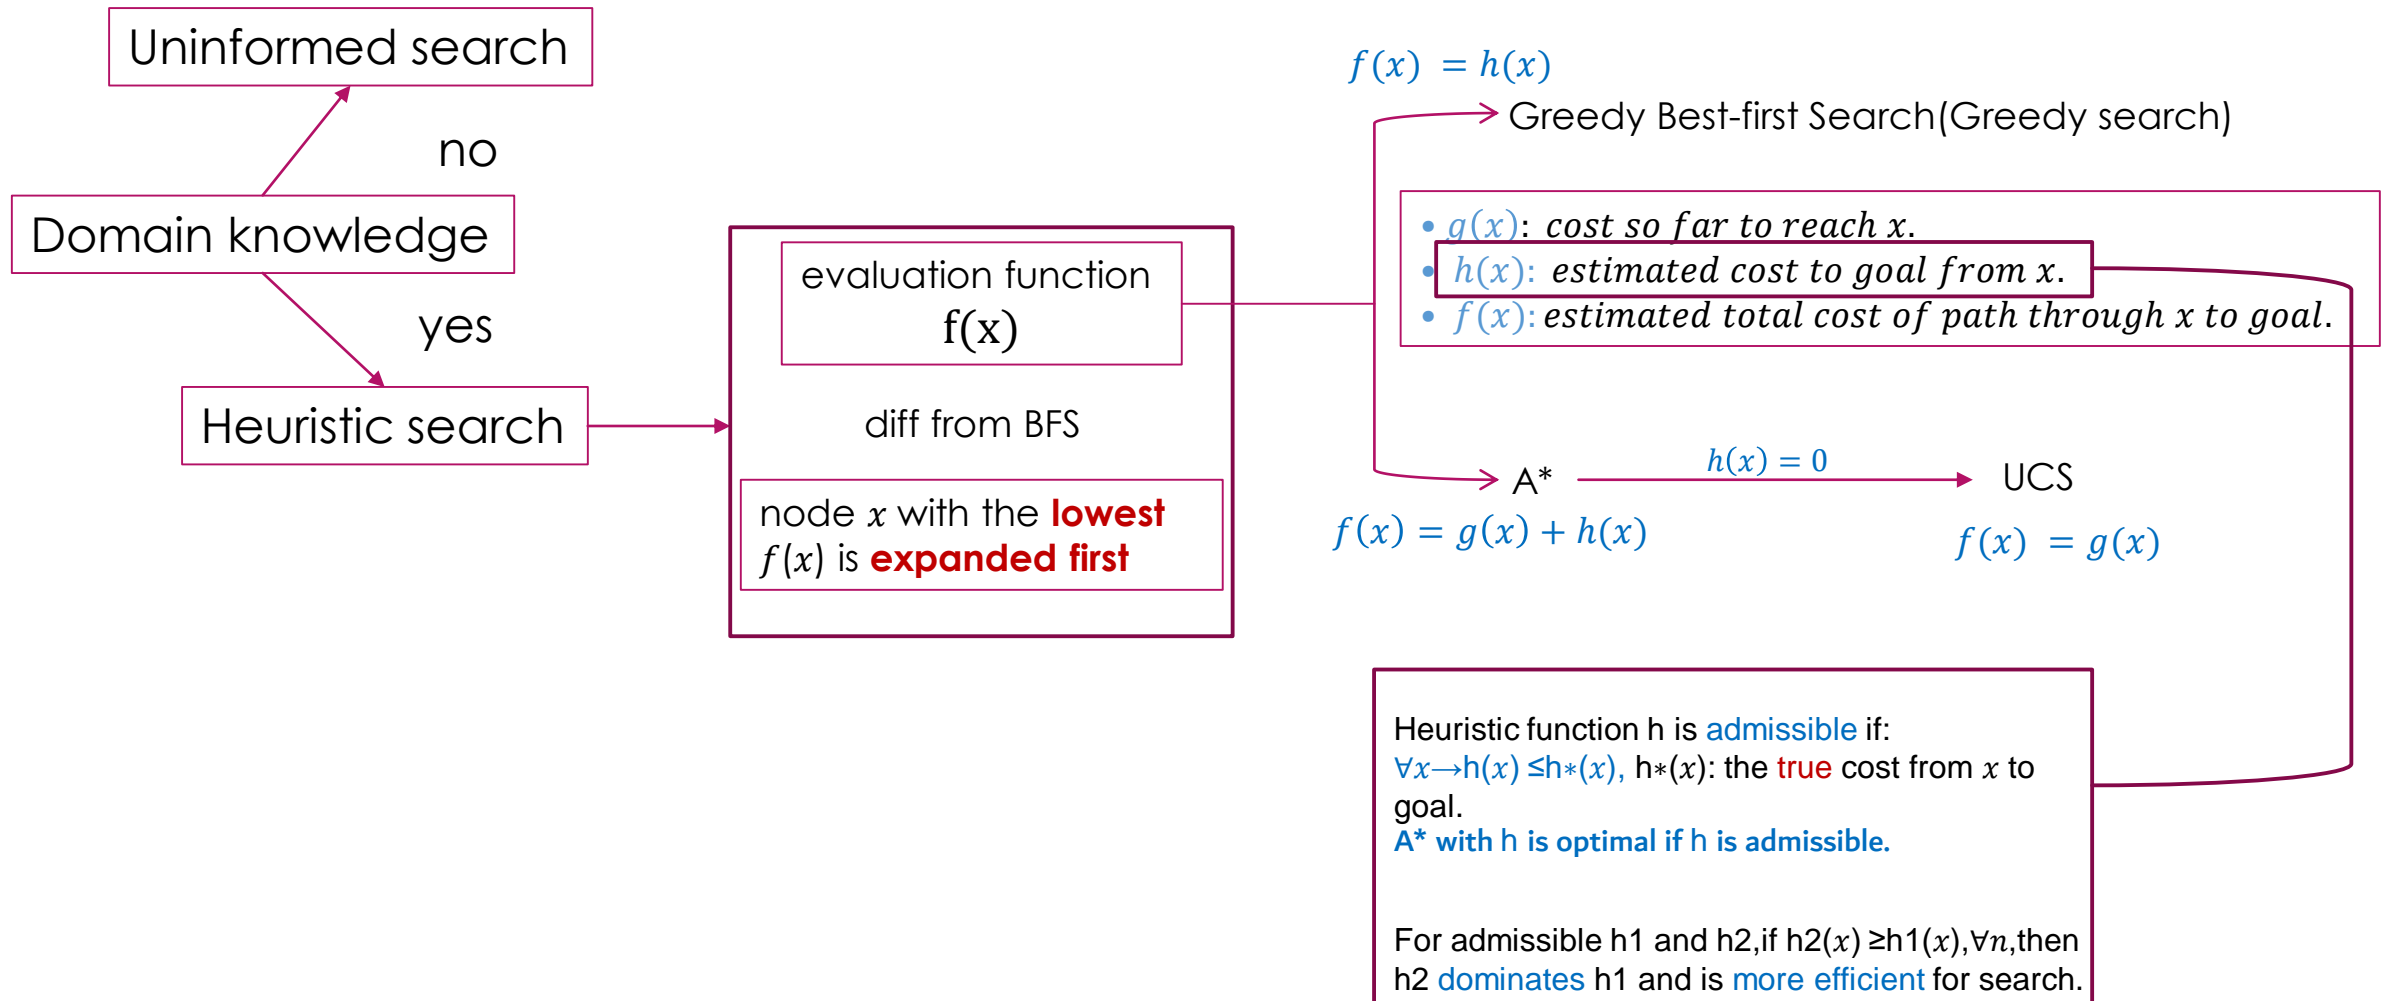 Uninformed search
no
Domain knowledge
yes
Heuristic search
evaluation function
f(x)
diff from BFS
node 𝑥 with the lowest
𝑓(𝑥) is expanded first
𝑓(𝑥) = ℎ(𝑥)
Greedy Best-first Search(Greedy search)
• 𝑔(𝑥): 𝑐𝑜𝑠𝑡 𝑠𝑜 𝑓𝑎𝑟 𝑡𝑜 𝑟𝑒𝑎𝑐ℎ 𝑥.
• ℎ(𝑥): 𝑒𝑠𝑡𝑖𝑚𝑎𝑡𝑒𝑑 𝑐𝑜𝑠𝑡 𝑡𝑜 𝑔𝑜𝑎𝑙 𝑓𝑟𝑜𝑚 𝑥.
• 𝑓(𝑥): 𝑒𝑠𝑡𝑖𝑚𝑎𝑡𝑒𝑑 𝑡𝑜𝑡𝑎𝑙 𝑐𝑜𝑠𝑡 𝑜𝑓 𝑝𝑎𝑡ℎ 𝑡ℎ𝑟𝑜𝑢𝑔ℎ 𝑥 𝑡𝑜 𝑔𝑜𝑎𝑙.
A*
ℎ(𝑥) = 0
UCS
𝑓(𝑥) = 𝑔(𝑥) + ℎ(𝑥)
𝑓(𝑥) = 𝑔(𝑥)
Heuristic function h is admissible if:
∀𝑥→h(𝑥) ≤h∗(𝑥), h∗(𝑥): the true cost from 𝑥 to
goal.
A* with h is optimal if h is admissible.
For admissible h1 and h2,if h2(𝑥) ≥h1(𝑥),∀𝑛,then
h2 dominates h1 and is more efficient for search.